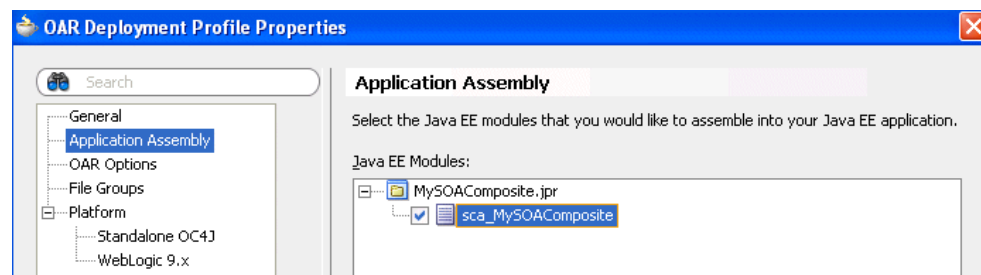 OAR Deployment Profile Properties
Search
General
Application Assembly
OAR Options
File Groups
Platform
Standalone OC4J
WebLogic 9.x
Application Assembly
Select the Java EE modules that you would like to assemble into your Java EE application.
Java EE Modules:
MySOAComposite.jpr
sca_MySOAComposite